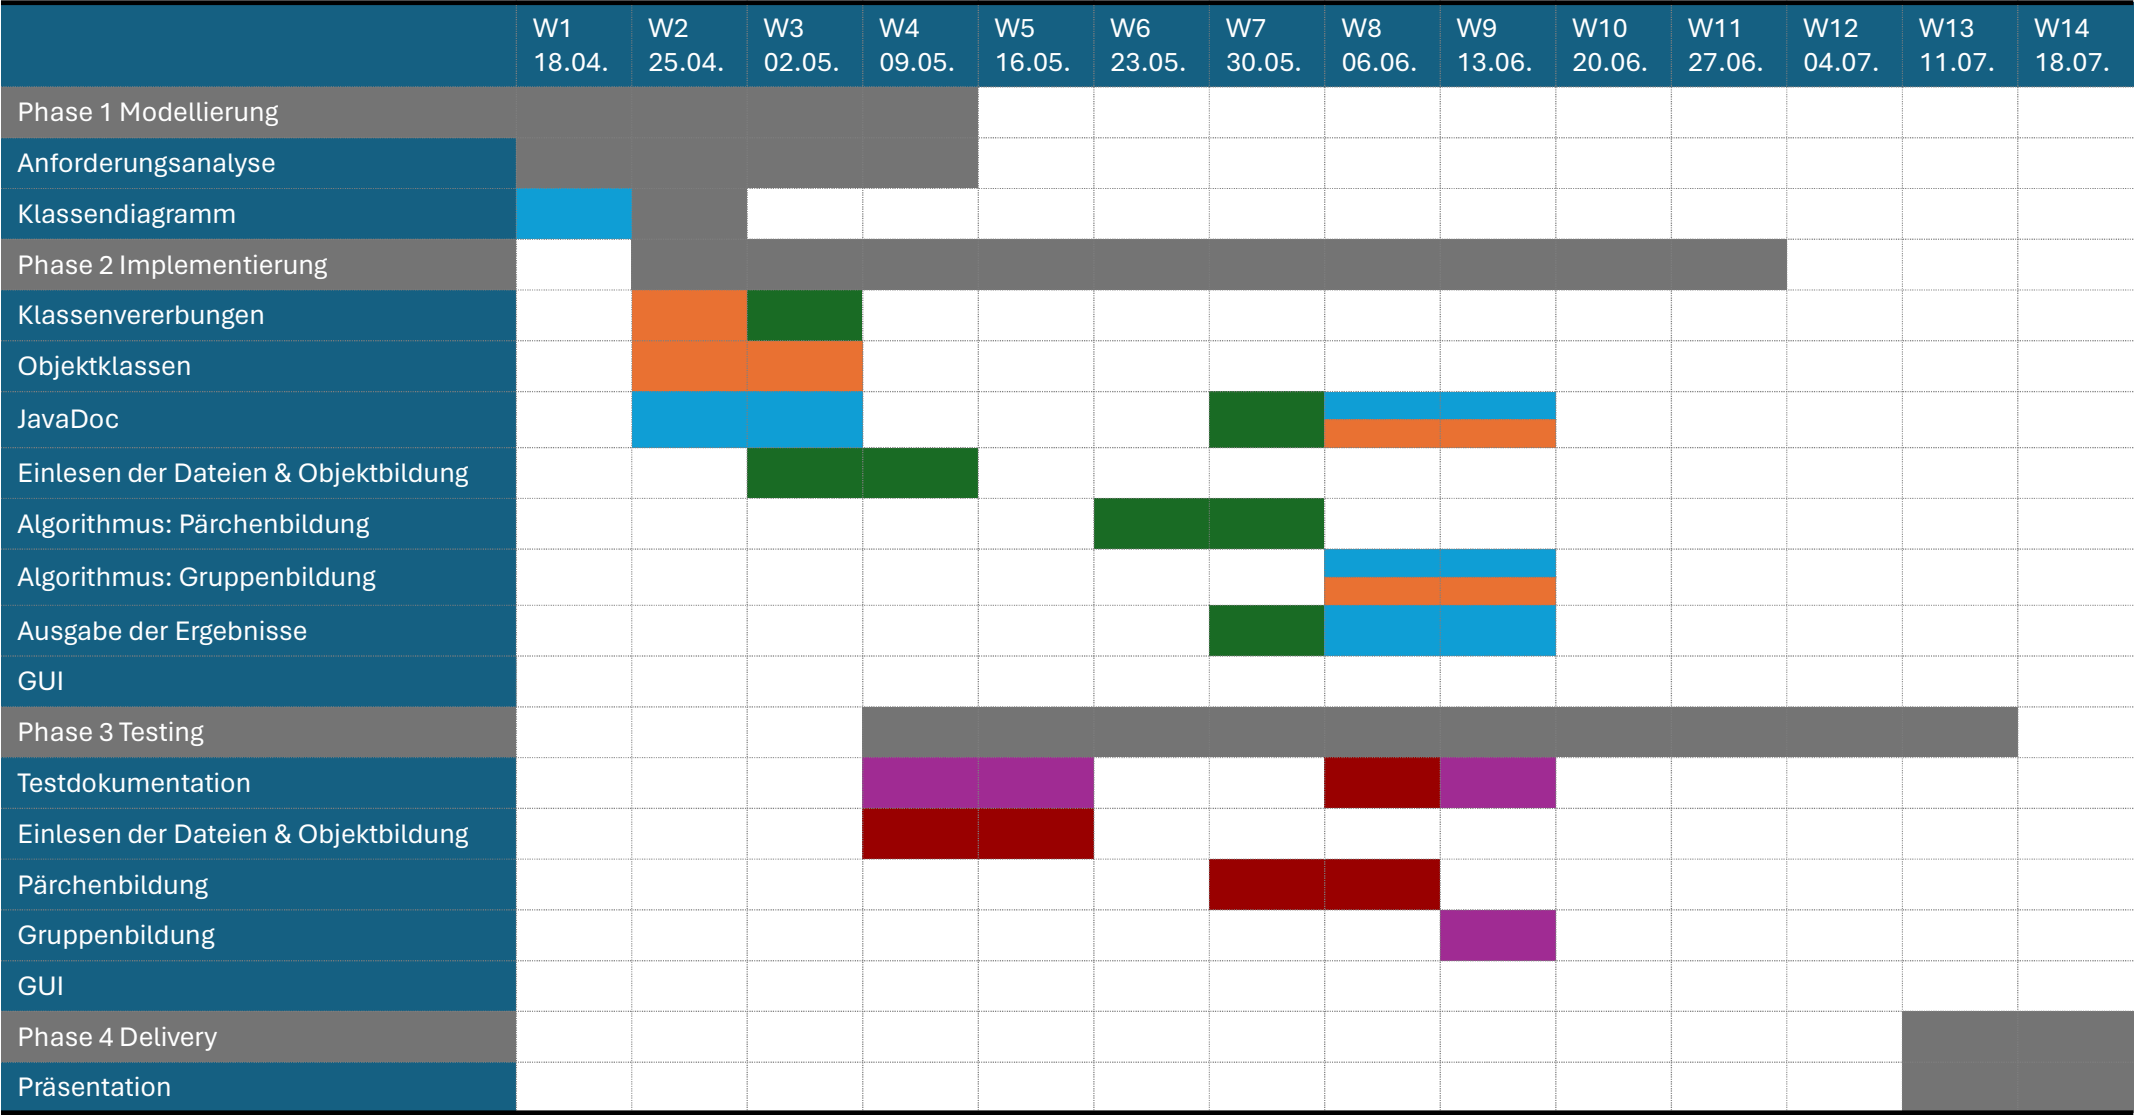 W1 W2 W3 W4 W5 W6 W7 W8 W9 W10 W11 W12 W13 W14
18.04. 25.04. 02.05. 09.05. 16.05. 23.05. 30.05. 06.06. 13.06. 20.06. 27.06. 04.07. 11.07. 18.07.
Phase 1 Modellierung
Anforderungsanalyse
Klassendiagramm
Phase 2 Implementierung
Klassenvererbungen
Objektklassen
JavaDoc
Einlesen der Dateien & Objektbildung
Algorithmus: Pärchenbildung
Algorithmus: Gruppenbildung
Ausgabe der Ergebnisse
GUI
Phase 3 Testing
Testdokumentation
Einlesen der Dateien & Objektbildung
Pärchenbildung
Gruppenbildung
GUI
Phase 4 Delivery
Präsentation